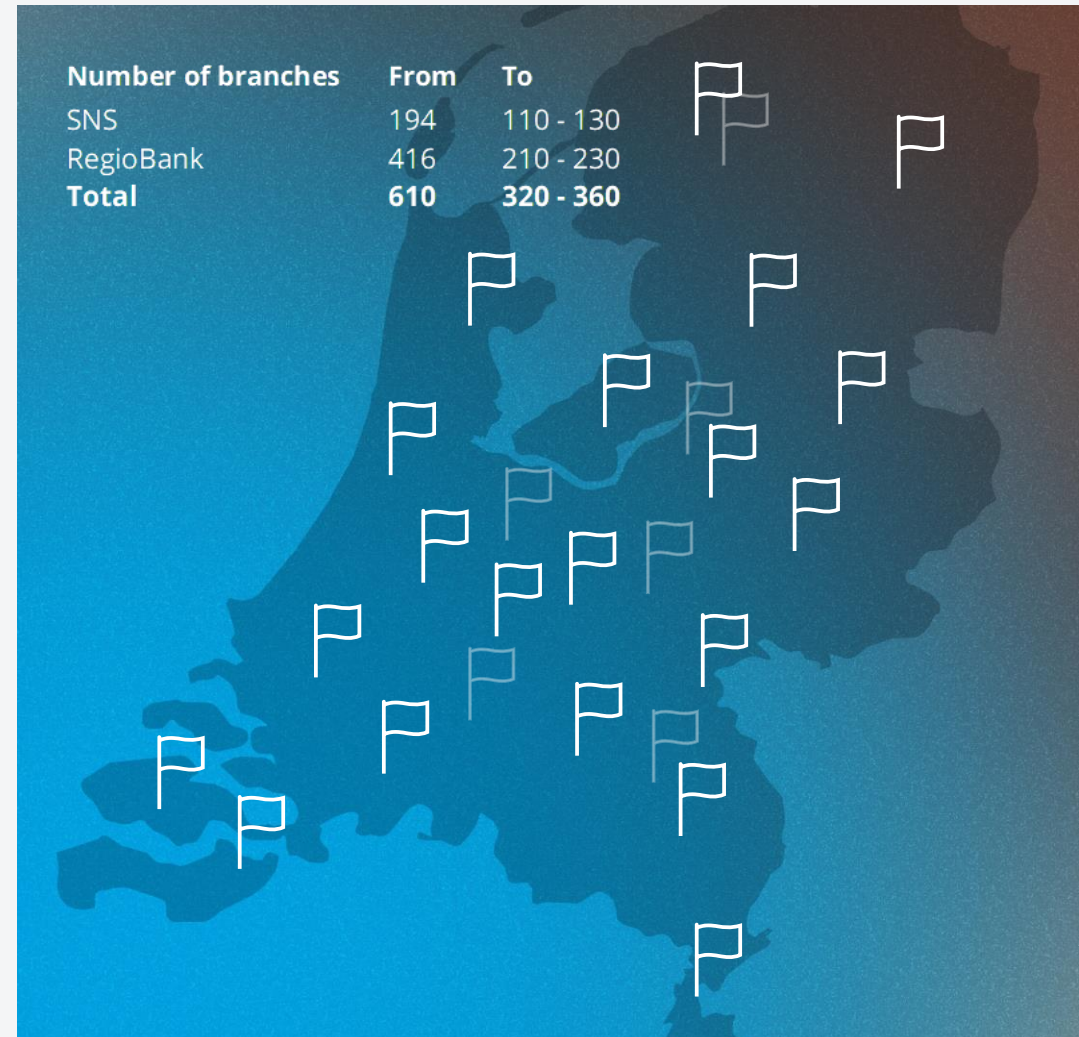 Number of branches From To
SNS 194 110 - 130
RegioBank 416 210 - 230
Total 610 320 - 360